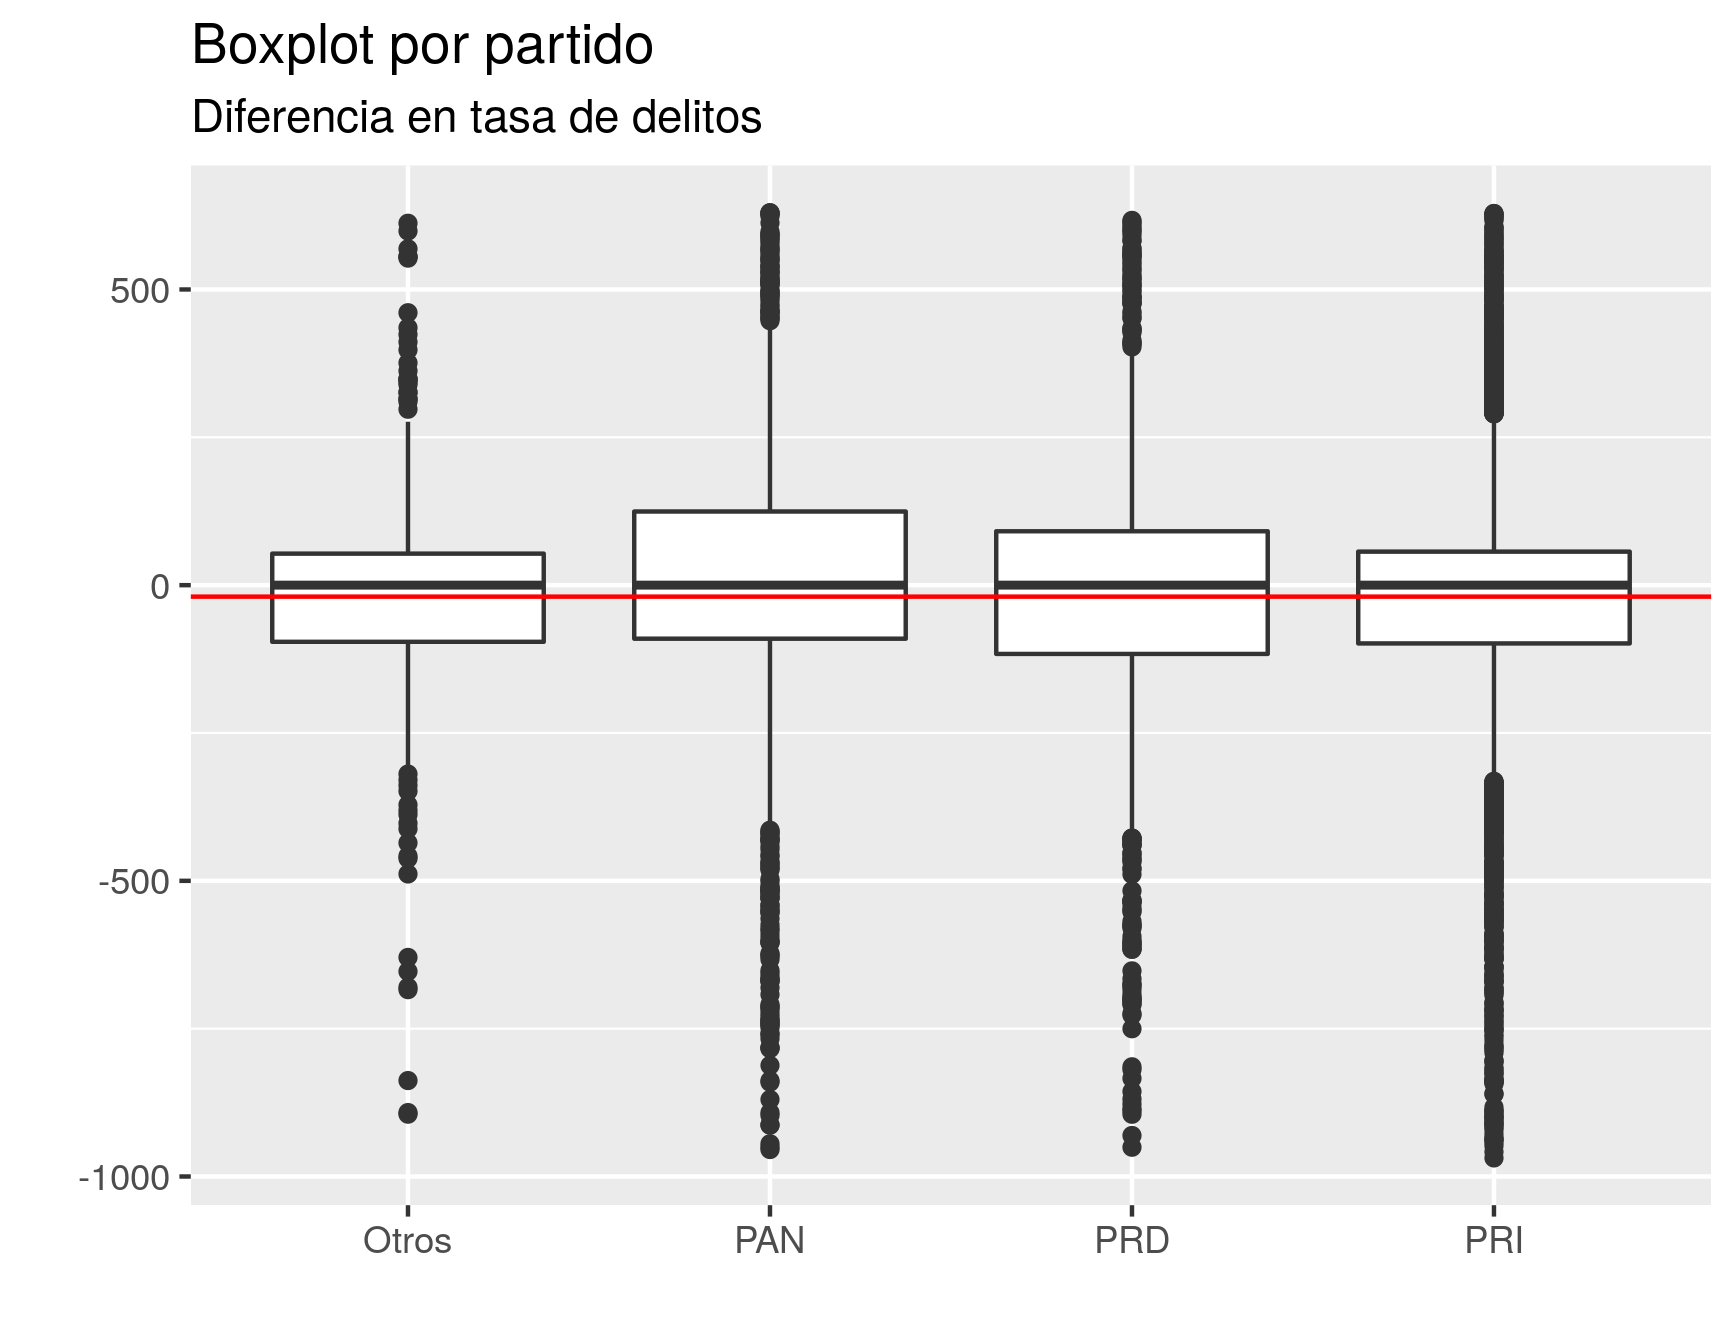 Boxplot por partido
Diferencia en tasa de delitos
500
0
-500
-1000
Otros PAN PRD PRI